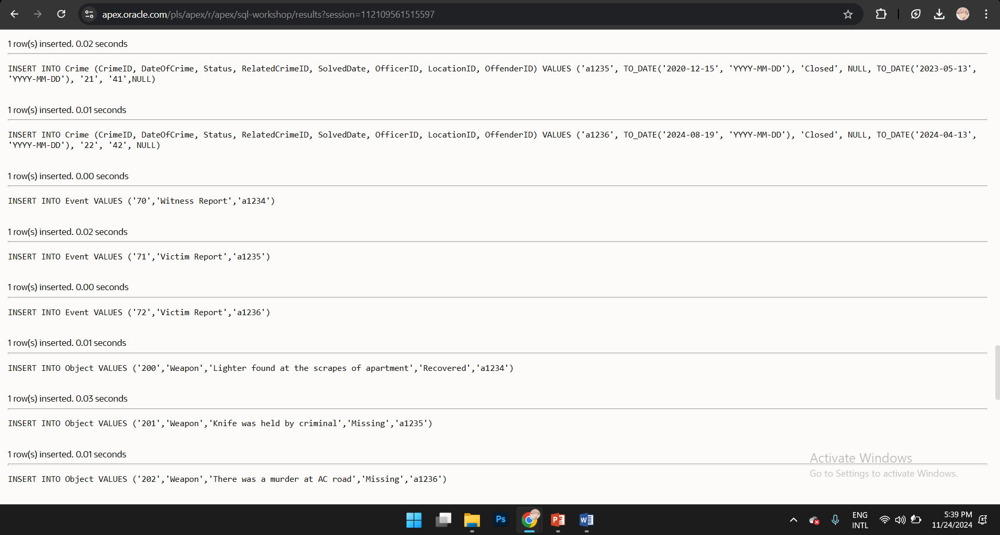 apex.oracle.com/pls/apex/r/apex/sql-workshop/results?session=112109561515597
1 row(s) inserted. 0.02 seconds
INSERT INTO Crime (CrimeID, DateOfCrime, Status, RelatedCrimeID, SolvedDate, OfficerID, LocationID, OffenderID) VALUES ('a1235', TO_DATE('2020-12-15', 'YYYY-MM-DD'), 'Closed', NULL, TO_DATE('2023-05-13',
'YYYY-MM-DD'), '21', '41',NULL)
1 row(s) inserted. 0.01 seconds
INSERT INTO Crime (CrimeID, DateOfCrime, Status, RelatedCrimeID, SolvedDate, OfficerID, LocationID, OffenderID) VALUES ('a1236', TO_DATE('2024-08-19', 'YYYY-MM-DD'), 'Closed', NULL, TO_DATE('2024-04-13',
'YYYY-MM-DD'), '22', '42', NULL)
1 row(s) inserted. 0.00 seconds
INSERT INTO Event VALUES ('70','Witness Report','a1234')
1 row(s) inserted. 0.02 seconds
INSERT INTO Event VALUES ('71','Victim Report','a1235')
1 row(s) inserted. 0.00 seconds
INSERT INTO Event VALUES ('72','Victim Report','a1236')
1 row(s) inserted. 0.01 seconds
INSERT INTO Object VALUES ('200','Weapon','Lighter found at the scrapes of apartment','Recovered','a1234')
1 row(s) inserted. 0.03 seconds
INSERT INTO Object VALUES ('201','Weapon','Knife was held by criminal','Missing','a1235')
1 row(s) inserted. 0.01 seconds
INSERT INTO Object VALUES ('202','Weapon','There was a murder at AC road','Missing','a1236')
Activate Windows
Go to Settings to activate Windows.
Ps
P
W
ENG
INTL
5:39 PM
11/24/2024